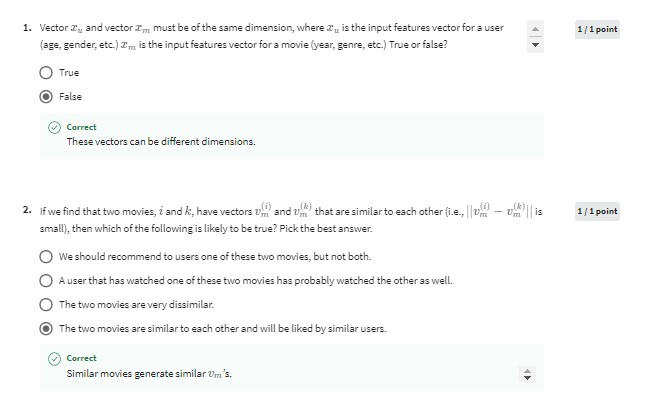 1. Vector x_u and vector x_m must be of the same dimension, where x_u is the input features vector for a user
(age, gender, etc.) x_m is the input features vector for a movie (year, genre, etc.) True or false?
1 / 1 point
True
False
Correct
These vectors can be different dimensions.
2. If we find that two movies, i and k, have vectors v_m^(i) and v_m^(k) that are similar to each other (i.e., ||v_m^(i) − v_m^(k)|| is
small), then which of the following is likely to be true? Pick the best answer.
1 / 1 point
We should recommend to users one of these two movies, but not both.
A user that has watched one of these two movies has probably watched the other as well.
The two movies are very dissimilar.
The two movies are similar to each other and will be liked by similar users.
Correct
Similar movies generate similar v_m's.